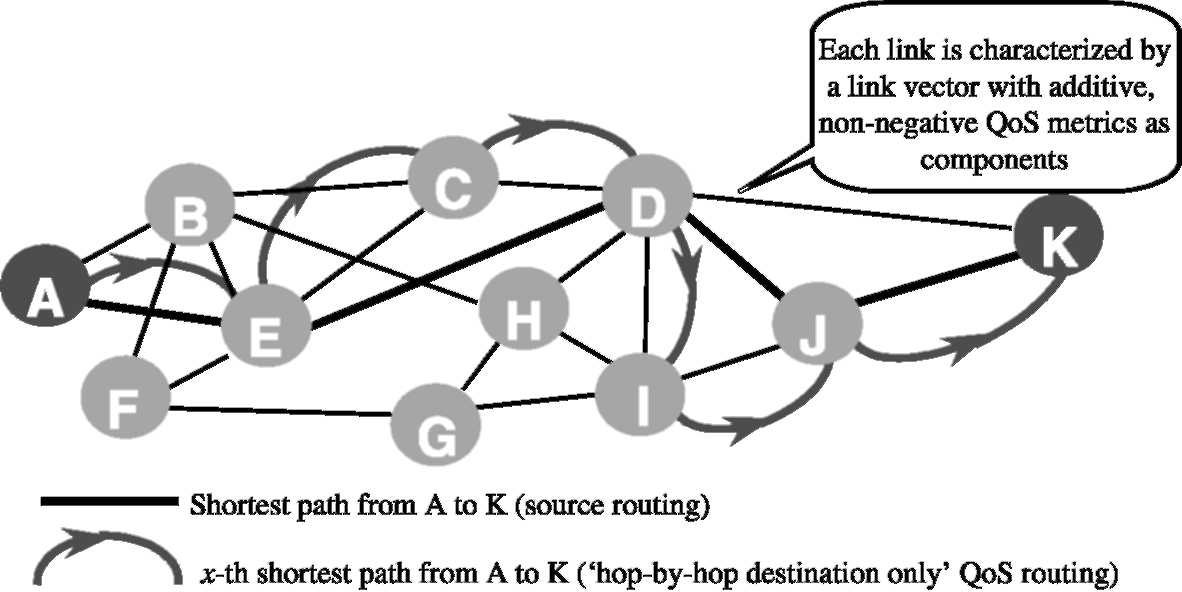 Each link is characterized by
a link vector with additive,
non-negative QoS metrics as
components
C
B
D
K
A
H
E
J
F
I
G
Shortest path from A to K (source routing)
x-th shortest path from A to K (‘hop-by-hop destination only’ QoS routing)